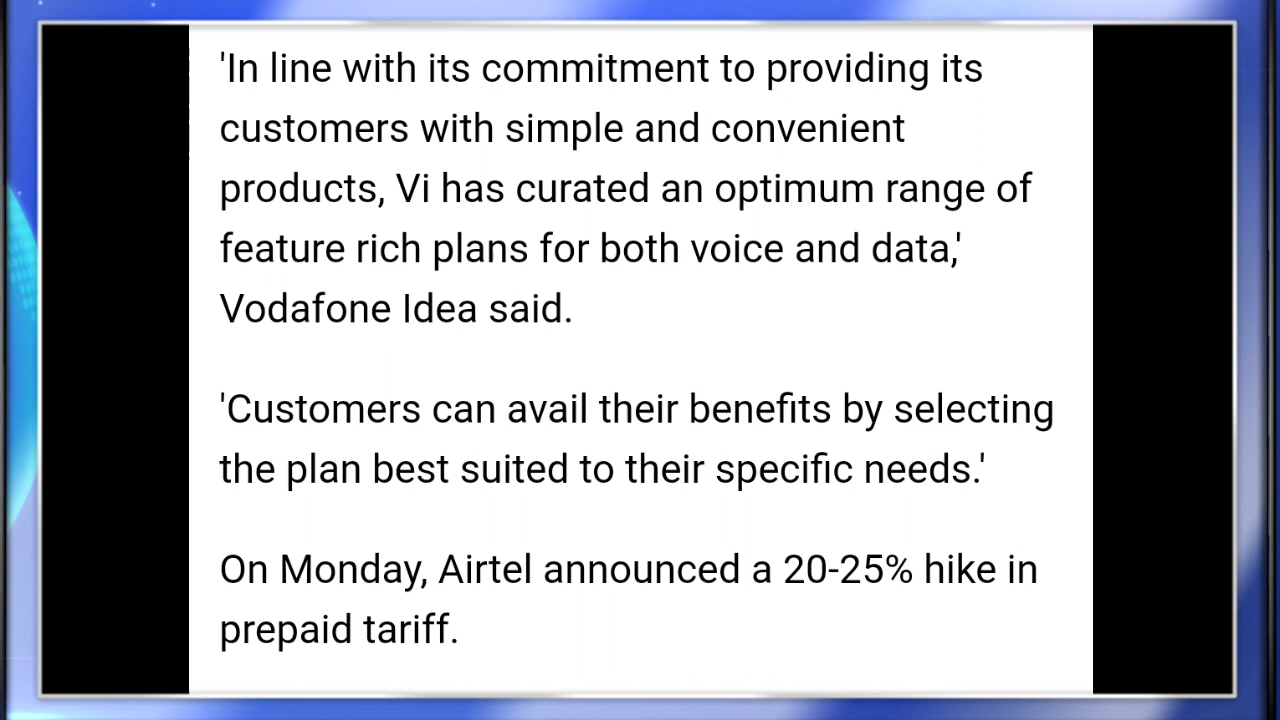 'In line with its commitment to providing its
customers with simple and convenient
products, Vi has curated an optimum range of
feature rich plans for both voice and data,'
Vodafone Idea said.
'Customers can avail their benefits by selecting
the plan best suited to their specific needs.'
On Monday, Airtel announced a 20-25% hike in
prepaid tariff.